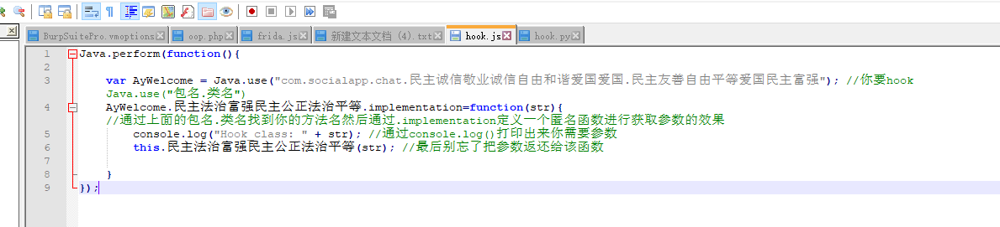 BurpSuitePro.vmoptions oop.php frida.js 新建文本文档 (4).txt hook.js hook.py
1 Java.perform(function(){
2
3 var AyWelcome = Java.use("com.socialapp.chat.民主诚信敬业诚信自由和谐爱国爱国.民主友善自由平等爱国民主富强"); //你要hook
Java.use("包名.类名")
4 AyWelcome.民主法治富强民主公正法治平等.implementation=function(str){
//通过上面的包名.类名找到你的方法名然后通过.implementation定义一个匿名函数进行获取参数的效果
5 console.log("Hook class: " + str); //通过console.log()打印出来你需要参数
6 this.民主法治富强民主公正法治平等(str); //最后别忘了把参数返还给该函数
7
8 }
9 });